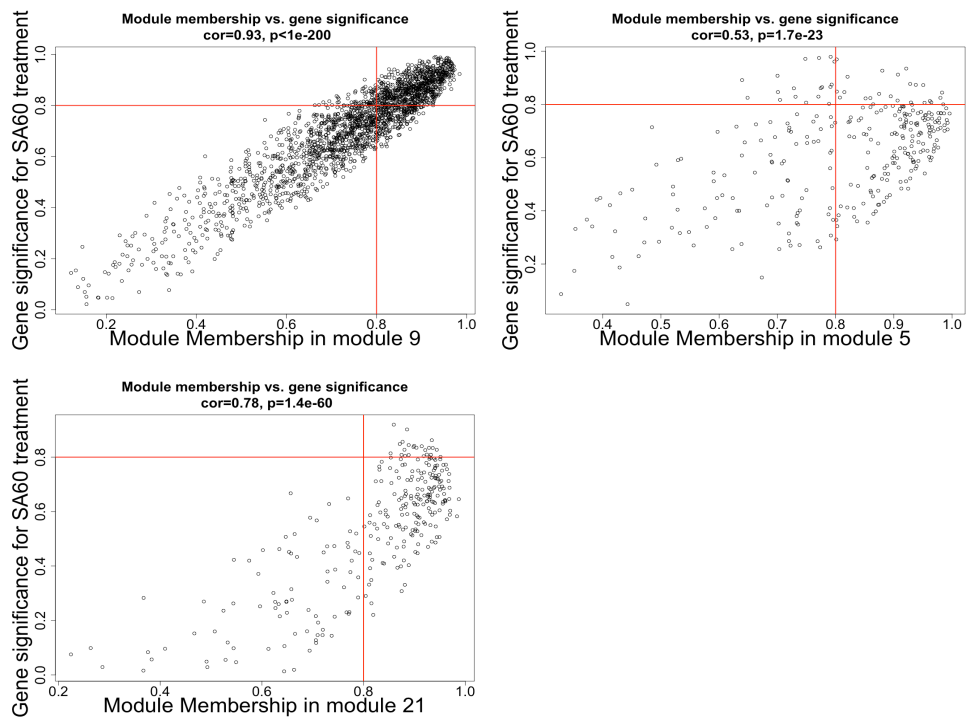 Module membership vs. gene significance
cor=0.93, p<1e-200
Gene significance for SA60 treatment
1.0
0.8
0.6
0.4
0.2
0.0
0.2 0.4 0.6 0.8 1.0
Module Membership in module 9
Module membership vs. gene significance
cor=0.53, p=1.7e-23
Gene significance for SA60 treatment
1.0
0.8
0.6
0.4
0.2
0.4 0.5 0.6 0.7 0.8 0.9 1.0
Module Membership in module 5
Module membership vs. gene significance
cor=0.78, p=1.4e-60
Gene significance for SA60 treatment
0.8
0.6
0.4
0.2
0.0
0.2 0.4 0.6 0.8 1.0
Module Membership in module 21